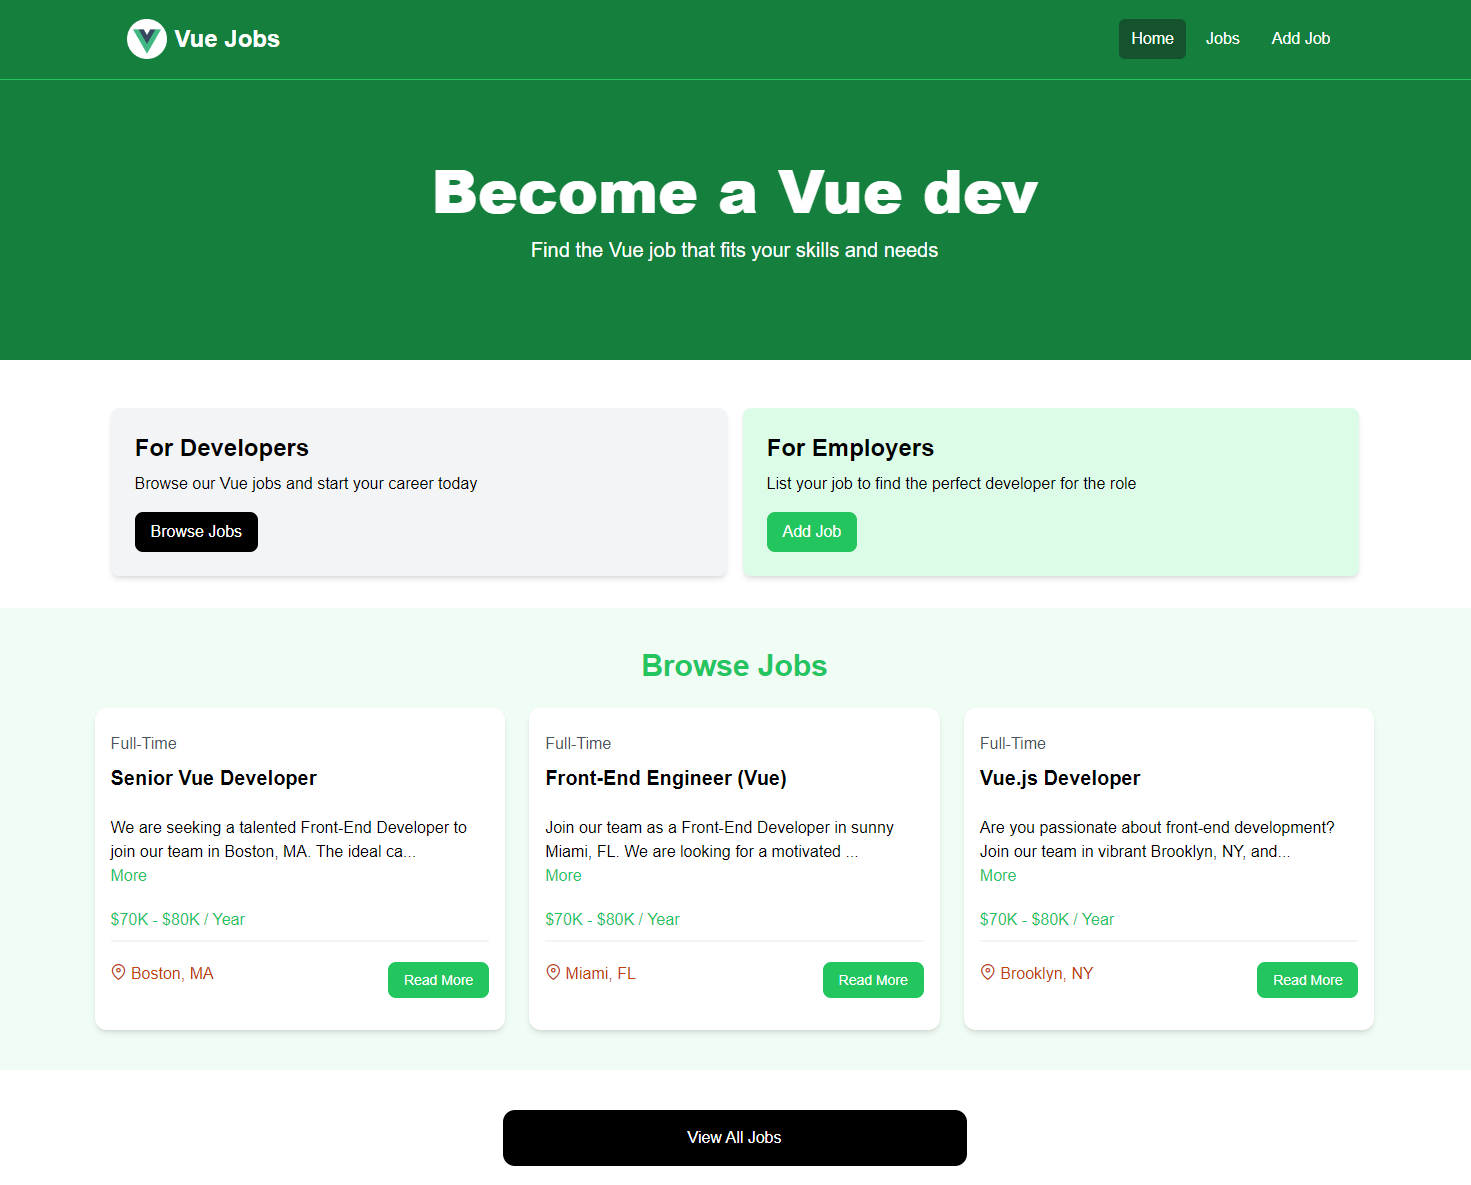 Vue Jobs
Home
Jobs
Add Job
Become a Vue dev
Find the Vue job that fits your skills and needs
For Developers
Browse our Vue jobs and start your career today
Browse Jobs
For Employers
List your job to find the perfect developer for the role
Add Job
Browse Jobs
Full-Time
Senior Vue Developer
We are seeking a talented Front-End Developer to
join our team in Boston, MA. The ideal ca...
More
$70K - $80K / Year
Boston, MA
Read More
Full-Time
Front-End Engineer (Vue)
Join our team as a Front-End Developer in sunny
Miami, FL. We are looking for a motivated ...
More
$70K - $80K / Year
Miami, FL
Read More
Full-Time
Vue.js Developer
Are you passionate about front-end development?
Join our team in vibrant Brooklyn, NY, and...
More
$70K - $80K / Year
Brooklyn, NY
Read More
View All Jobs